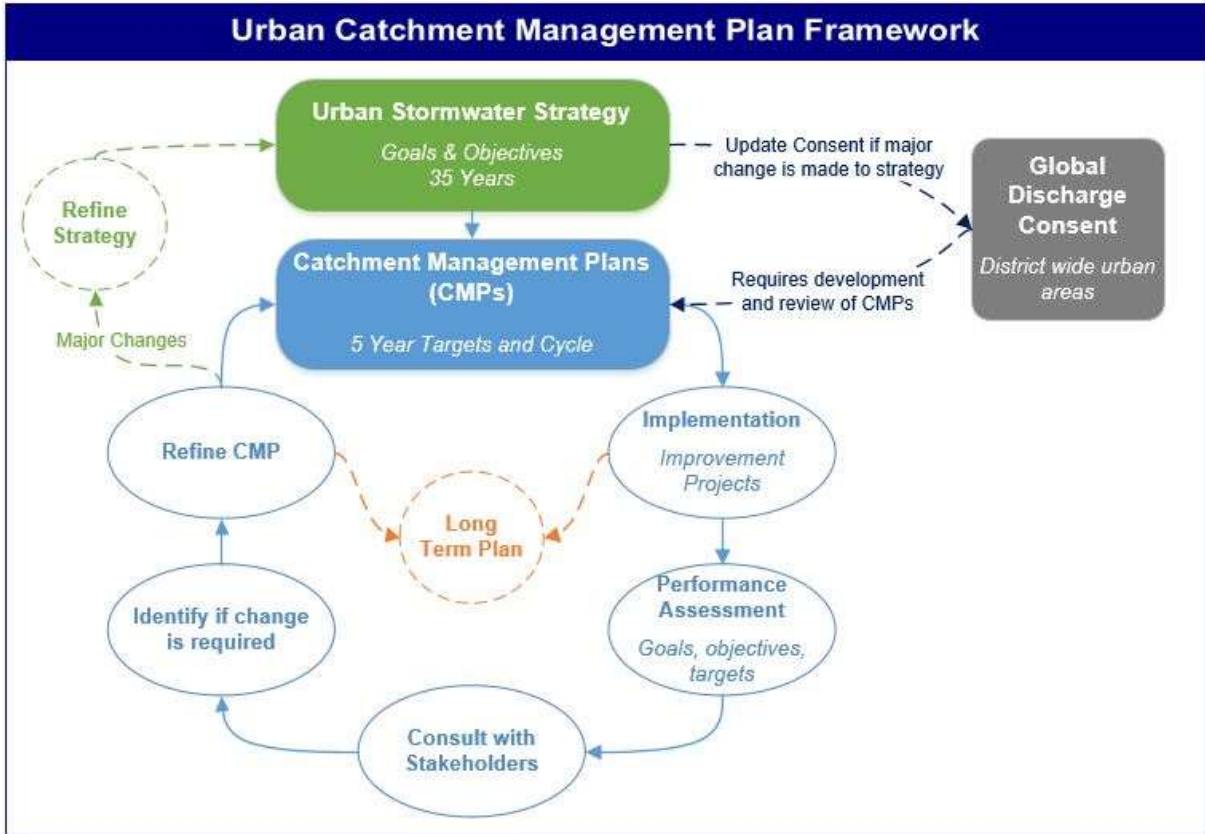 Urban Catchment Management Plan Framework
Urban Stormwater Strategy
Goals & Objectives
35 Years
Update Consent if major
change is made to strategy
Global
Discharge
Consent
District wide urban
areas
Refine
Strategy
Catchment Management Plans
(CMPs)
5 Year Targets and Cycle
Requires development
and review of CMPs
Major Changes
Refine CMP
Implementation
Improvement
Projects
Long
Term Plan
Identify if change
is required
Performance
Assessment
Goals, objectives,
targets
Consult with
Stakeholders